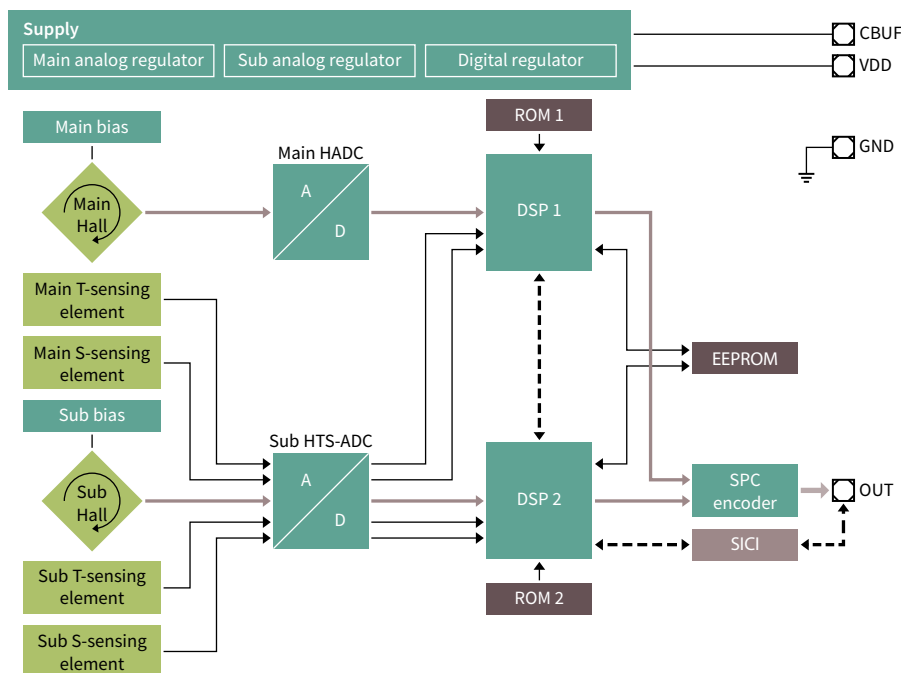 Supply
Main analog regulator
Sub analog regulator
Digital regulator
CBUF
VDD
GND
Main bias
ROM 1
Main HADC
Main
Hall
A
D
DSP 1
Main T-sensing
element
Main S-sensing
element
EEPROM
Sub bias
Sub HTS-ADC
Sub
Hall
A
D
DSP 2
SPC
encoder
OUT
SICI
Sub T-sensing
element
ROM 2
Sub S-sensing
element